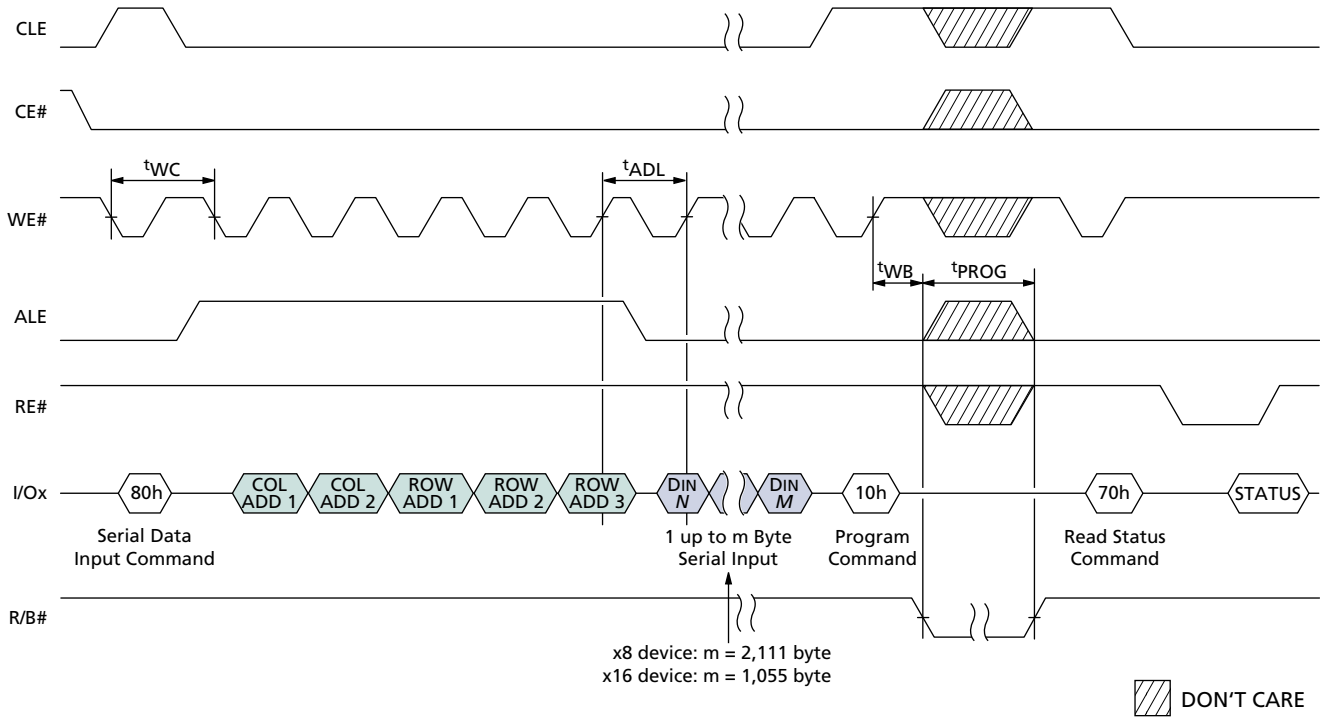 CLE
CE#
tWC
tADL
WE#
tWB
tPROG
ALE
RE#
I/Ox
80h
COL
ADD 1
COL
ADD 2
ROW
ADD 1
ROW
ADD 2
ROW
ADD 3
DIN
N
DIN
M
10h
70h
STATUS
Serial Data
Input Command
1 up to m Byte
Serial Input
Program
Command
Read Status
Command
R/B#
x8 device: m = 2,111 byte
x16 device: m = 1,055 byte
DON'T CARE